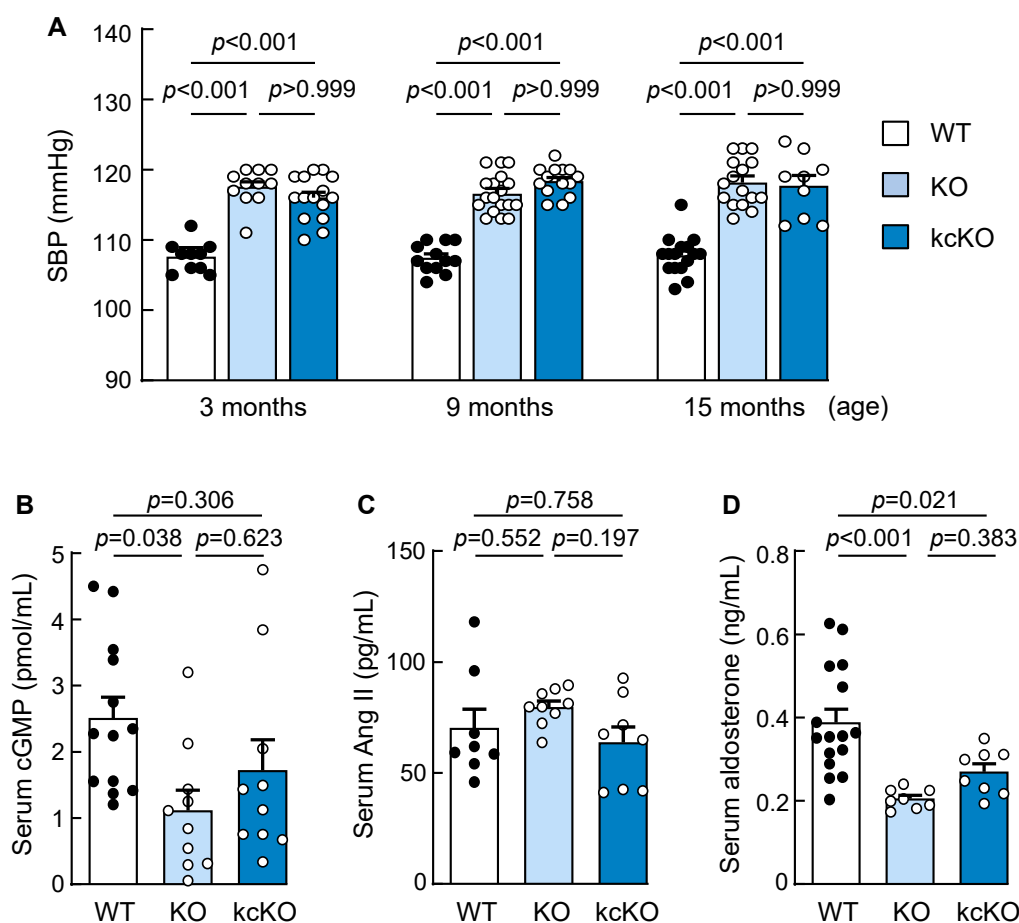 A
140
p<0.001 p<0.001 p<0.001
p<0.001 p>0.999 p<0.001 p>0.999 p<0.001 p>0.999
130
120
110
100
90
SBP (mmHg)
3 months 9 months 15 months (age)
WT
KO
kcKO
B
p=0.306
p=0.038 p=0.623
5
4
3
2
1
0
Serum cGMP (pmol/mL)
WT KO kcKO
C
p=0.758
p=0.552 p=0.197
150
100
50
0
Serum Ang II (pg/mL)
WT KO kcKO
D
p=0.021
p<0.001 p=0.383
0.8
0.6
0.4
0.2
0
Serum aldosterone (ng/mL)
WT KO kcKO